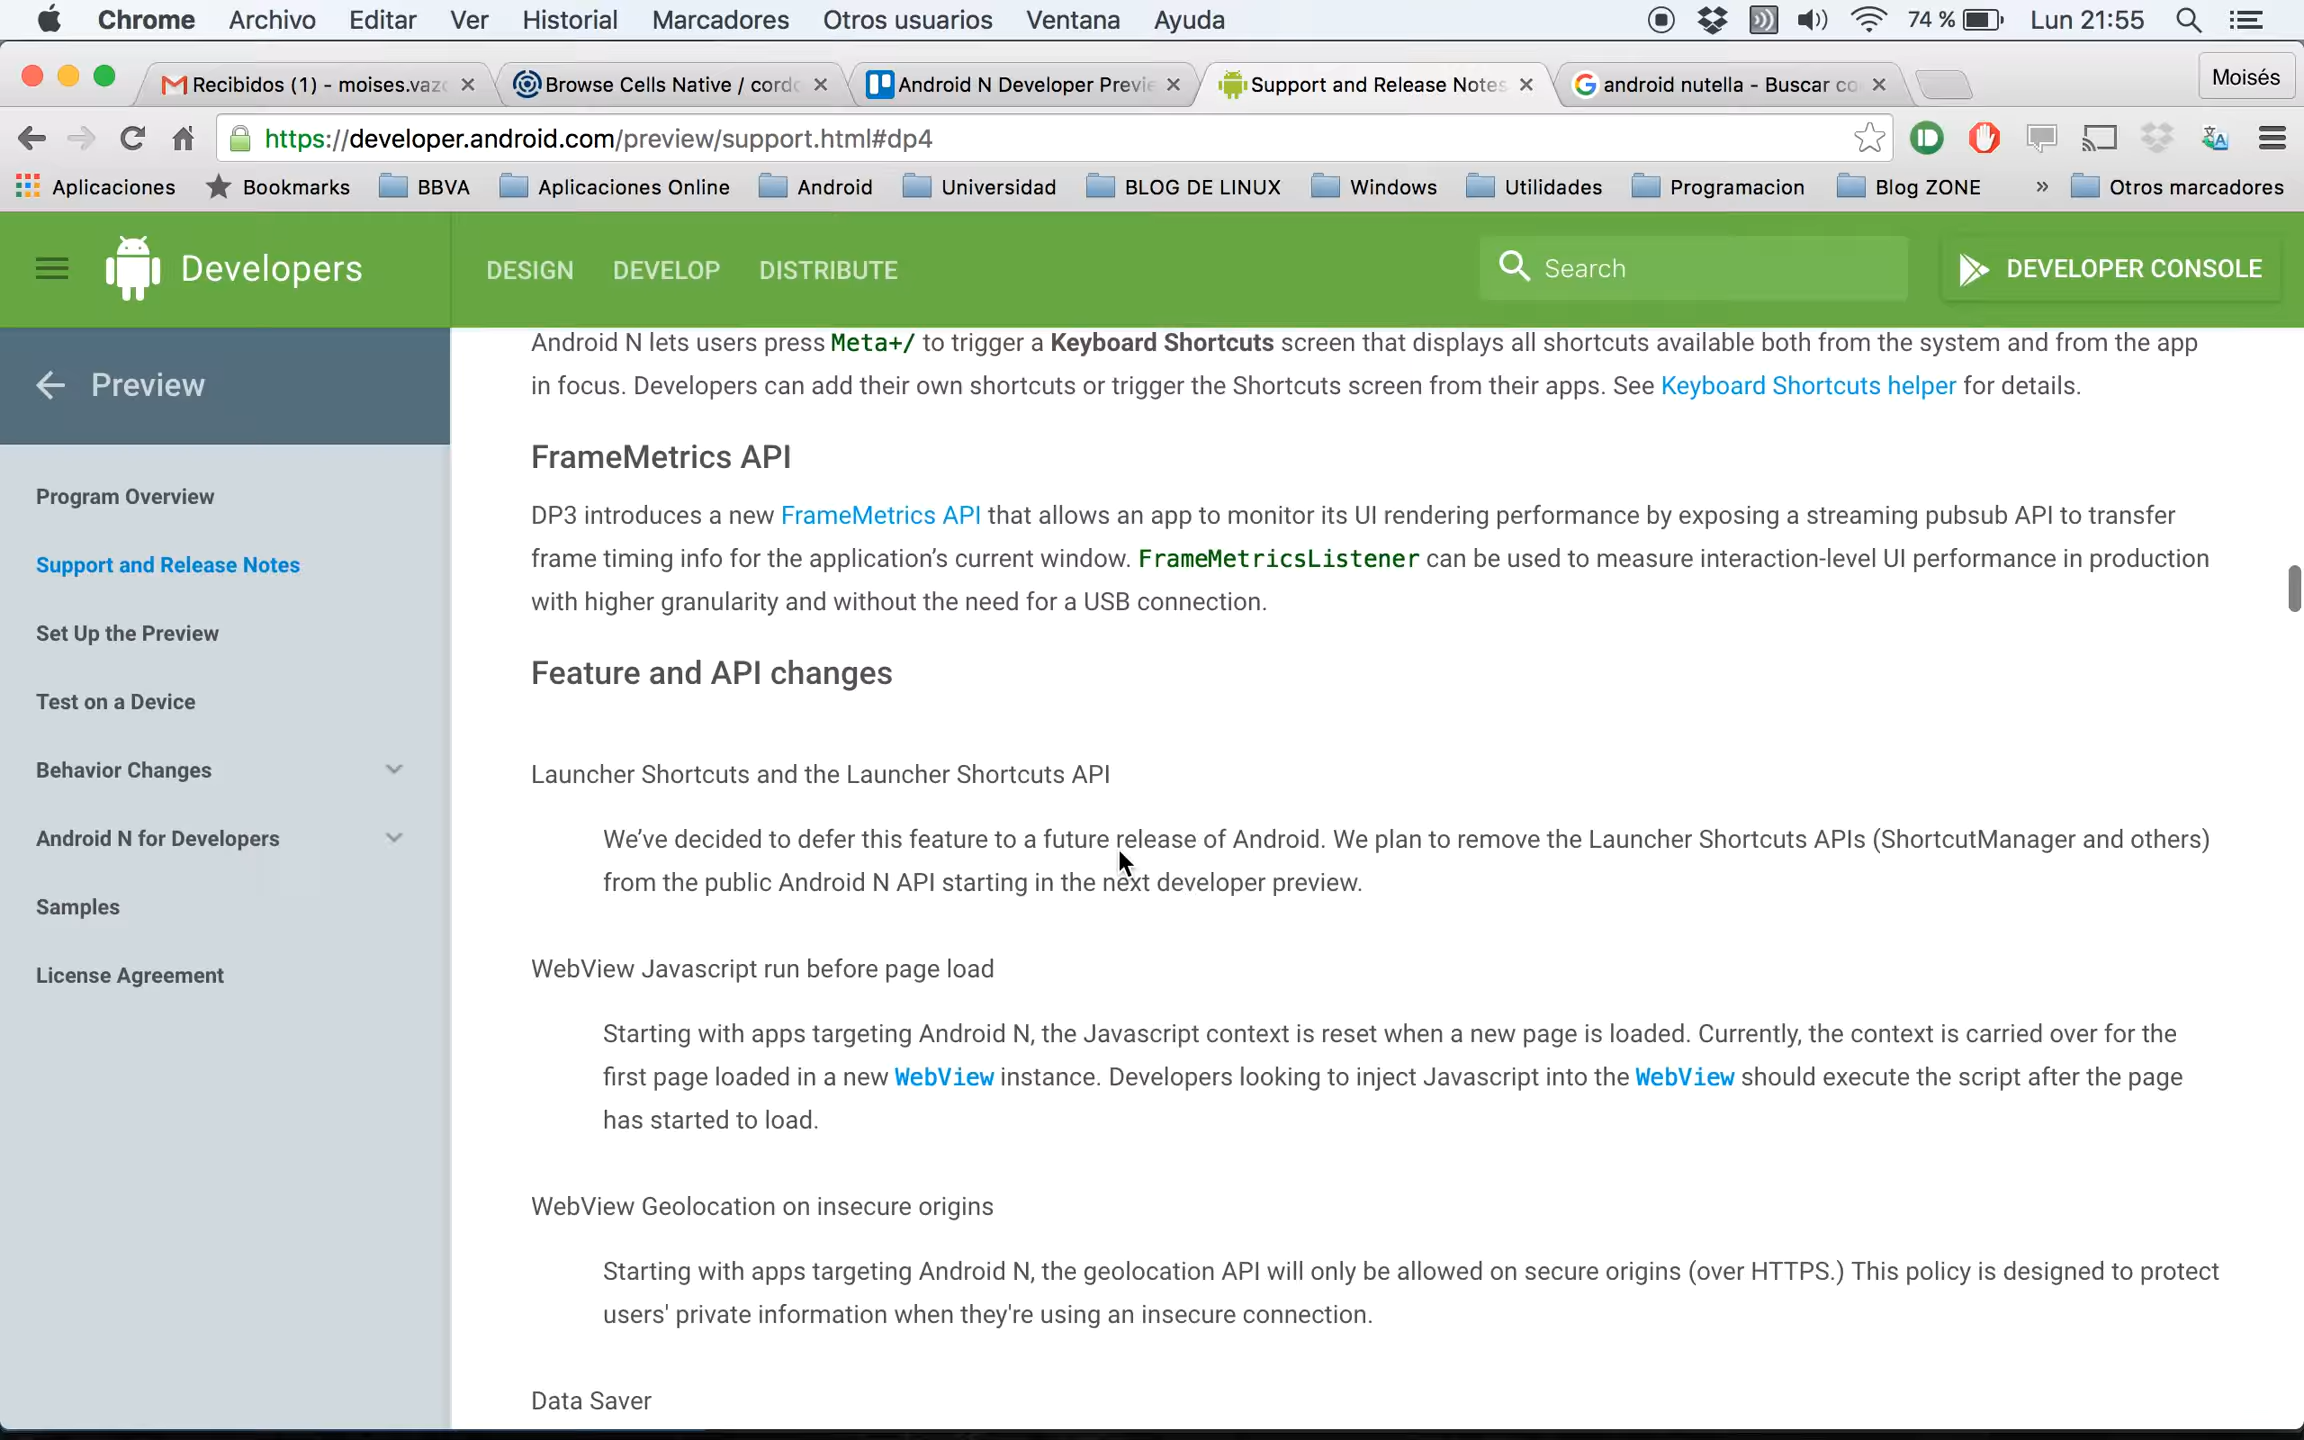 Chrome Archivo Editar Ver Historial Marcadores Otros usuarios Ventana Ayuda 74 % Lun 21:55
Recibidos (1) - moises.vaz Browse Cells Native / cord Android N Developer Previe Support and Release Notes android nutella - Buscar co Moisés
https://developer.android.com/preview/support.html#dp4
Aplicaciones Bookmarks BBVA Aplicaciones Online Android Universidad BLOG DE LINUX Windows Utilidades Programacion Blog ZONE » Otros marcadores
Developers DESIGN DEVELOP DISTRIBUTE Search DEVELOPER CONSOLE
Preview
Program Overview
Support and Release Notes
Set Up the Preview
Test on a Device
Behavior Changes
Android N for Developers
Samples
License Agreement
Android N lets users press Meta+/ to trigger a Keyboard Shortcuts screen that displays all shortcuts available both from the system and from the app
in focus. Developers can add their own shortcuts or trigger the Shortcuts screen from their apps. See Keyboard Shortcuts helper for details.
FrameMetrics API
DP3 introduces a new FrameMetrics API that allows an app to monitor its UI rendering performance by exposing a streaming pubsub API to transfer
frame timing info for the application’s current window. FrameMetricsListener can be used to measure interaction-level UI performance in production
with higher granularity and without the need for a USB connection.
Feature and API changes
Launcher Shortcuts and the Launcher Shortcuts API
We’ve decided to defer this feature to a future release of Android. We plan to remove the Launcher Shortcuts APIs (ShortcutManager and others)
from the public Android N API starting in the next developer preview.
WebView Javascript run before page load
Starting with apps targeting Android N, the Javascript context is reset when a new page is loaded. Currently, the context is carried over for the
first page loaded in a new WebView instance. Developers looking to inject Javascript into the WebView should execute the script after the page
has started to load.
WebView Geolocation on insecure origins
Starting with apps targeting Android N, the geolocation API will only be allowed on secure origins (over HTTPS.) This policy is designed to protect
users' private information when they're using an insecure connection.
Data Saver